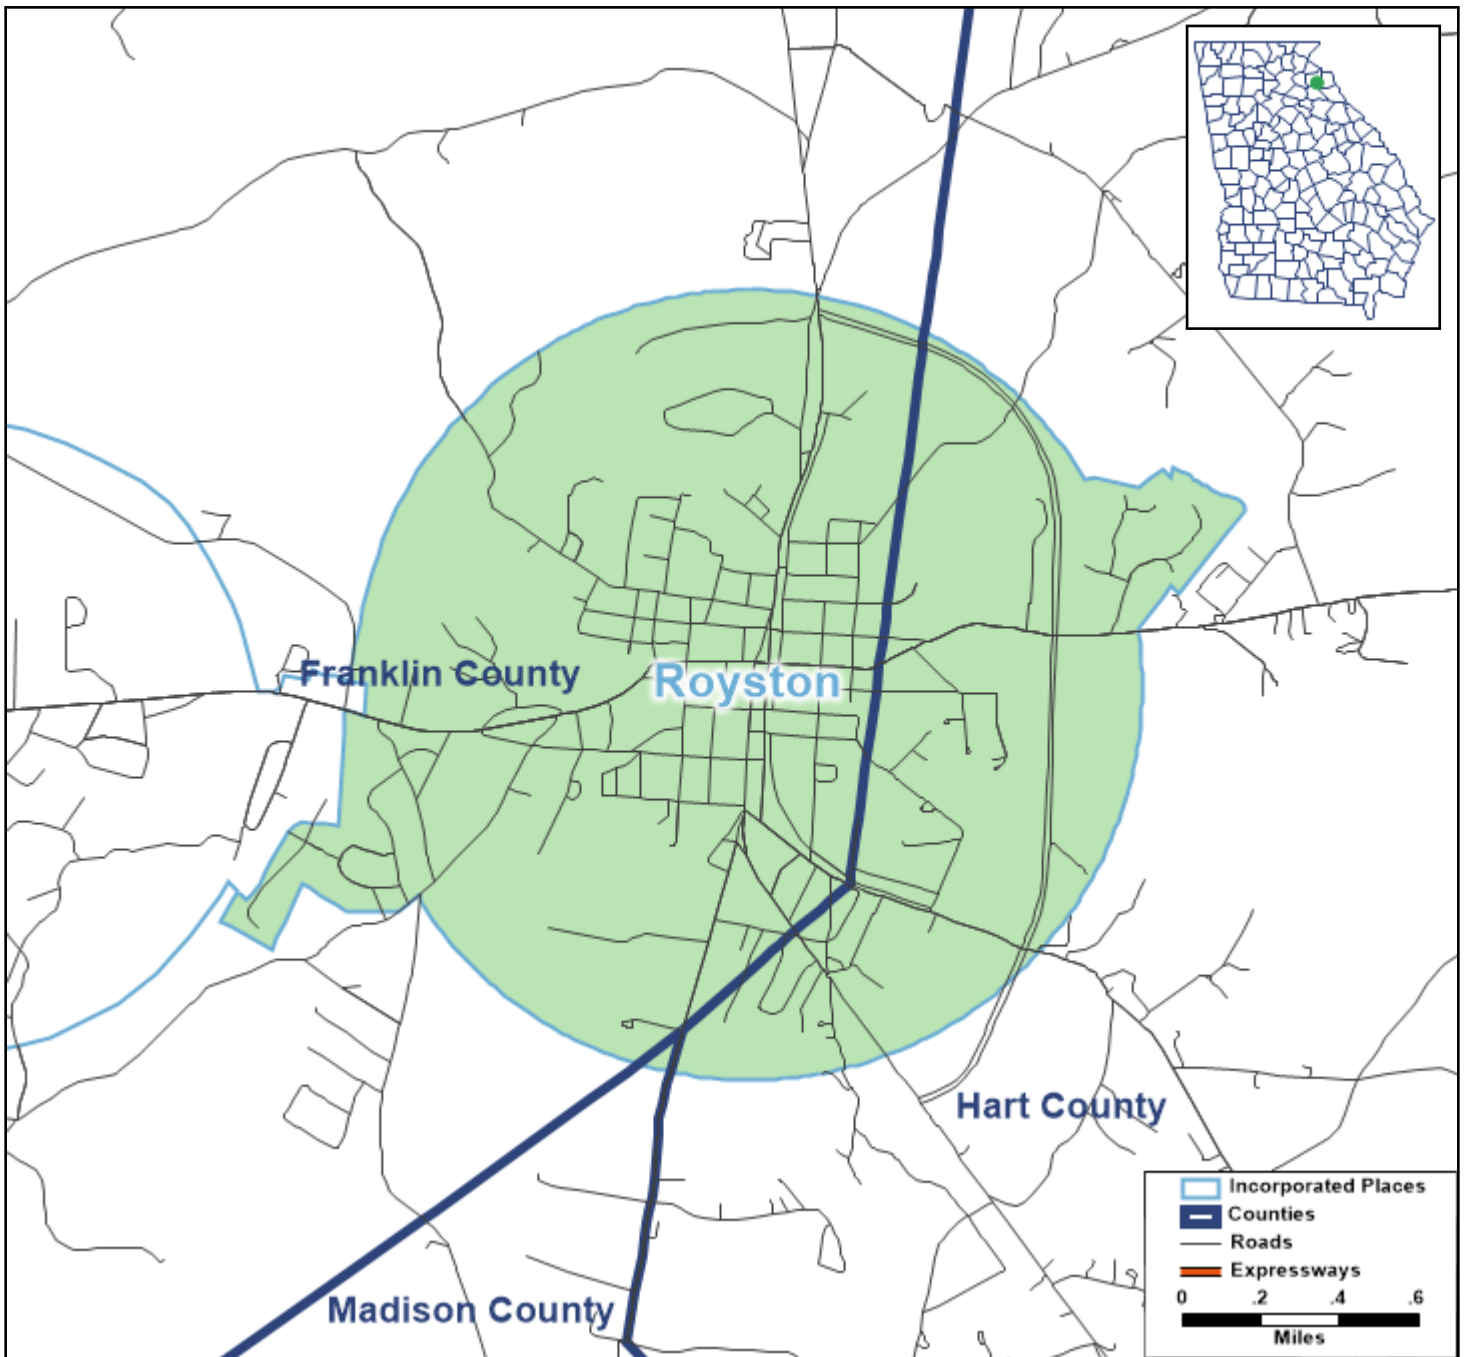 Franklin County
Royston
Hart County
Madison County
Incorporated Places
Counties
Roads
Expressways
0 .2 .4 .6
Miles